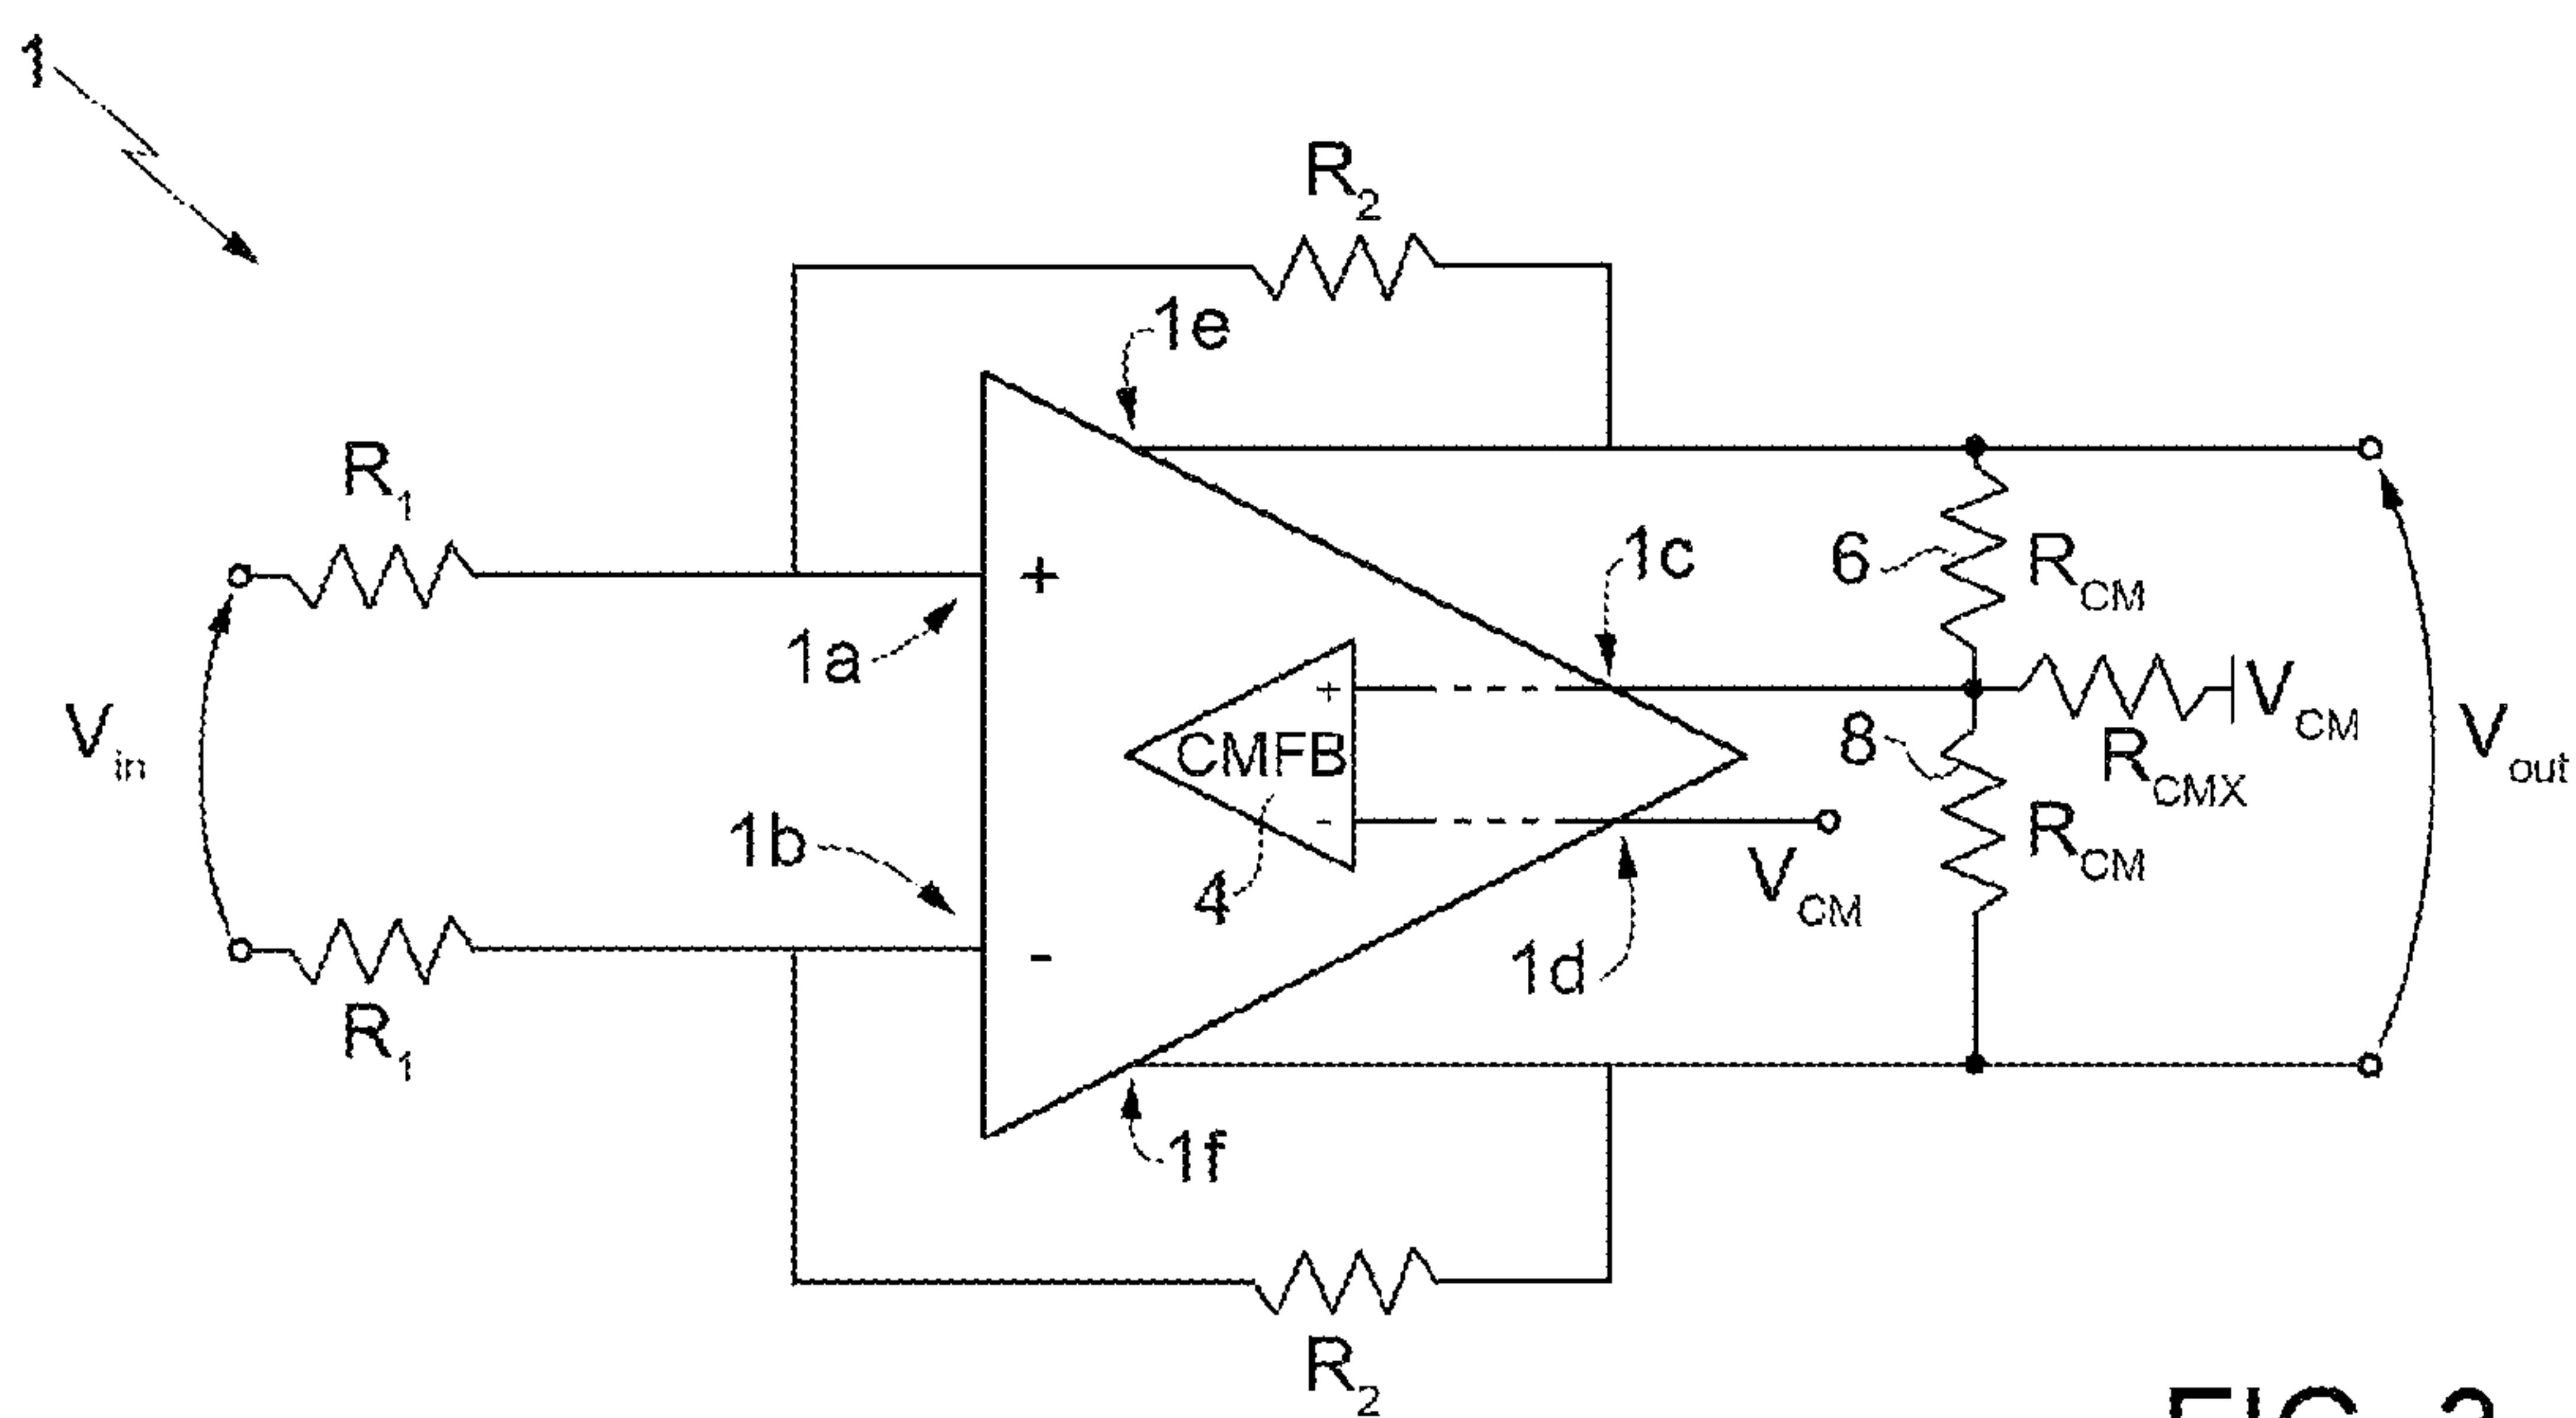 1
R2
1e
R1
1c
6
RCM
+
1a
+
VCM
8
RCMX
Vin
CMFB
Vout
1b
-
RCM
4
VCM
-
1d
R1
1f
R2